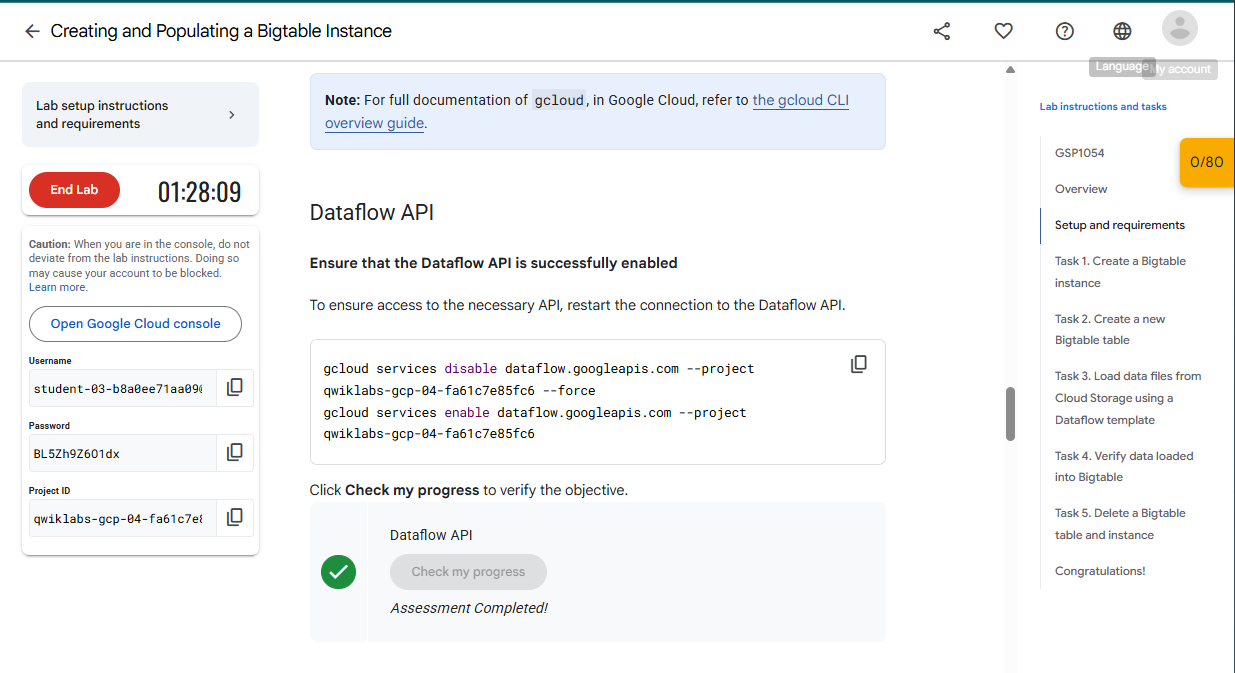 Creating and Populating a Bigtable Instance
Language
My account
Lab setup instructions
and requirements
End Lab
01:28:09
Caution: When you are in the console, do not
deviate from the lab instructions. Doing so
may cause your account to be blocked.
Learn more.
Open Google Cloud console
Username
student-03-b8a0ee71aa090
Password
BL5Zh9Z6O1dx
Project ID
qwiklabs-gcp-04-fa61c7e8
Note: For full documentation of gcloud, in Google Cloud, refer to the gcloud CLI
overview guide.
Dataflow API
Ensure that the Dataflow API is successfully enabled
To ensure access to the necessary API, restart the connection to the Dataflow API.
gcloud services disable dataflow.googleapis.com --project
qwiklabs-gcp-04-fa61c7e85fc6 --force
gcloud services enable dataflow.googleapis.com --project
qwiklabs-gcp-04-fa61c7e85fc6
Click Check my progress to verify the objective.
Dataflow API
Check my progress
Assessment Completed!
Lab instructions and tasks
0/80
GSP1054
Overview
Setup and requirements
Task 1. Create a Bigtable
instance
Task 2. Create a new
Bigtable table
Task 3. Load data files from
Cloud Storage using a
Dataflow template
Task 4. Verify data loaded
into Bigtable
Task 5. Delete a Bigtable
table and instance
Congratulations!